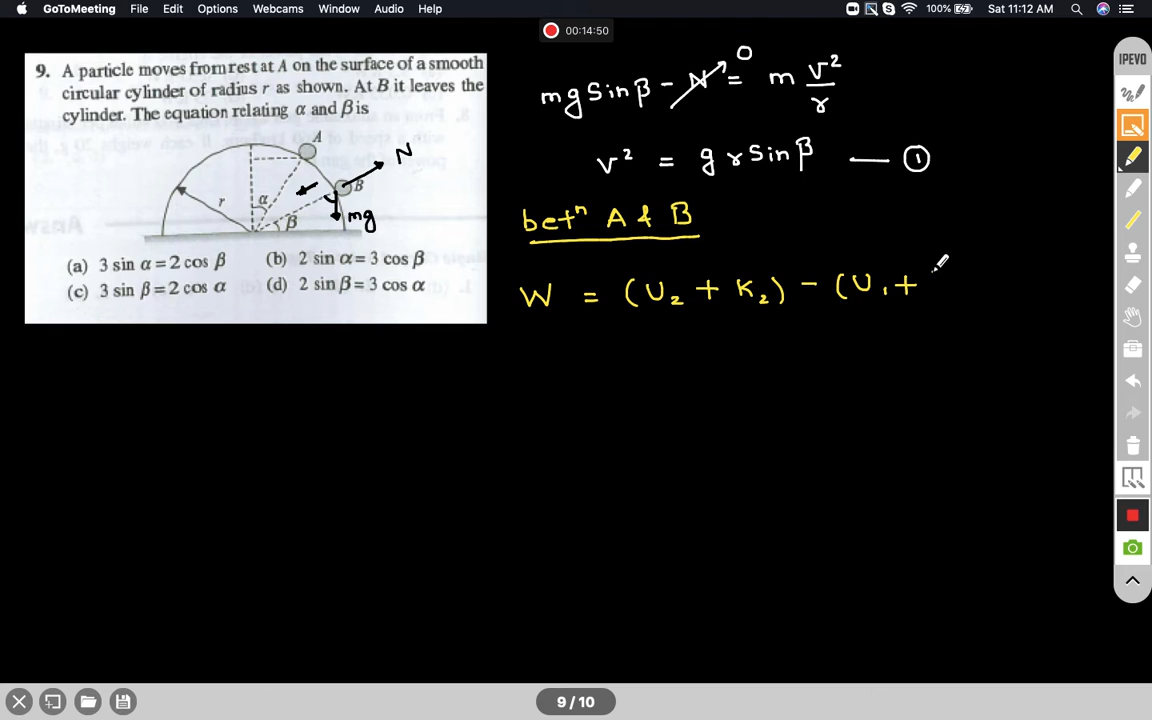 GoToMeeting File Edit Options Webcams Window Audio Help 100% Sat 11:12 AM
00:14:50
IPEVO
9. A particle moves from rest at A on the surface of a smooth
circular cylinder of radius r as shown. At B it leaves the
cylinder. The equation relating α and β is
A
N
B
r
α
β
mg
(a) 3 sin α = 2 cos β (b) 2 sin α = 3 cos β
(c) 3 sin β = 2 cos α (d) 2 sin β = 3 cos α
mg Sin β - N = m v²/r
0
v² = g r Sin β — ①
betⁿ A & B
W = (U₂ + K₂) - (U₁ +
9 / 10